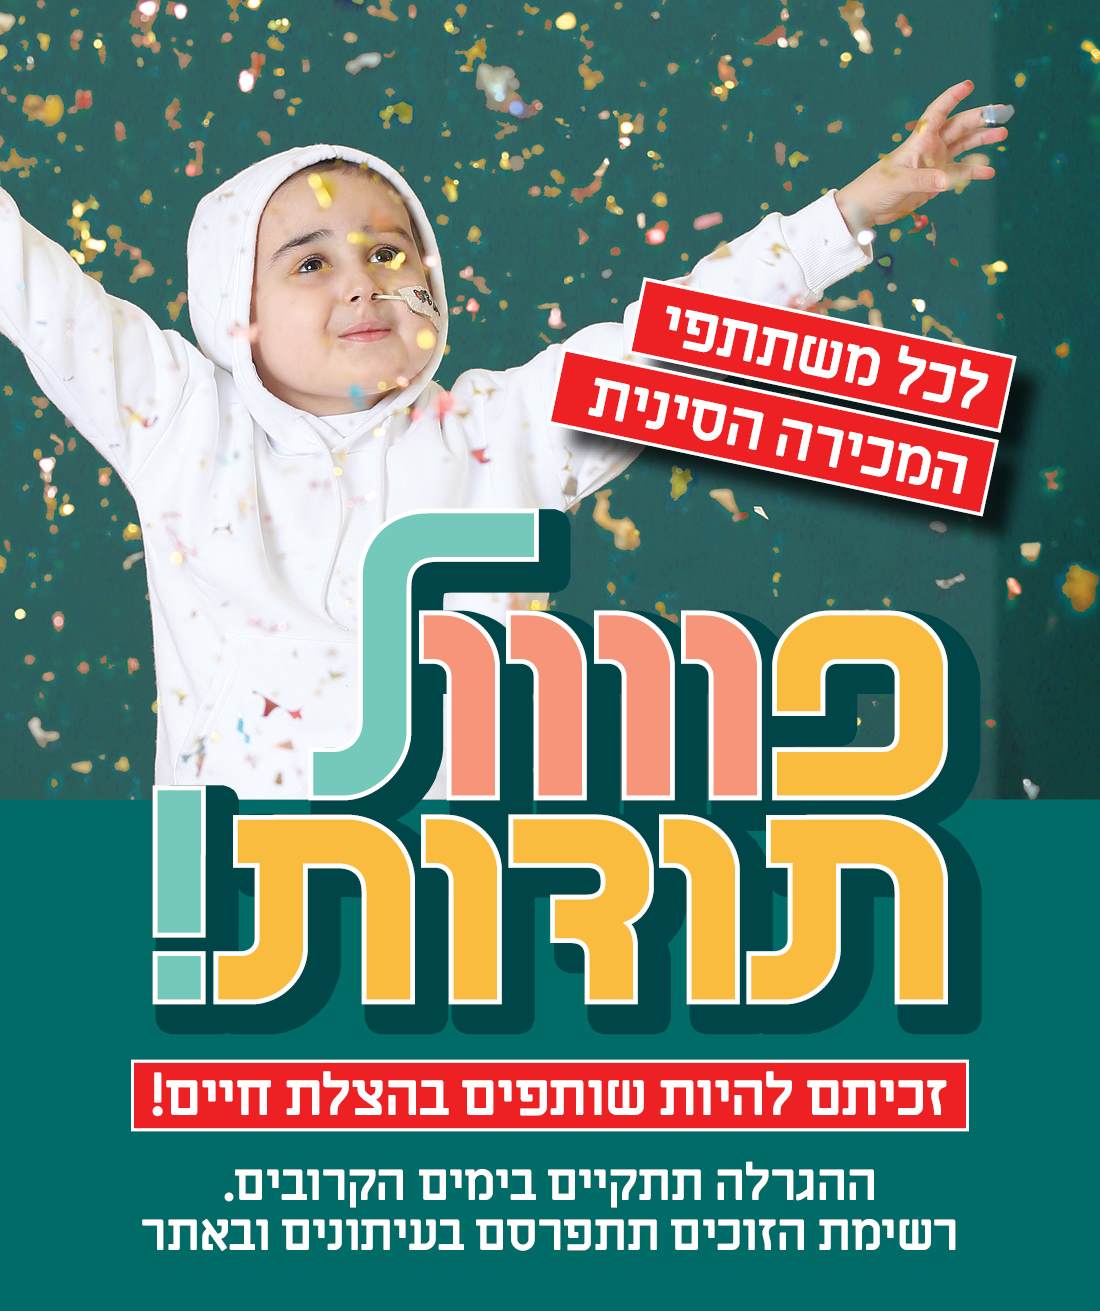 לכל משתתפי
המכירה הסינית
פווווול
תודות!
זכיתם להיות שותפים בהצלת חיים!
ההגרלה תתקיים בימים הקרובים.
רשימת הזוכים תתפרסם בעיתונים ובאתר